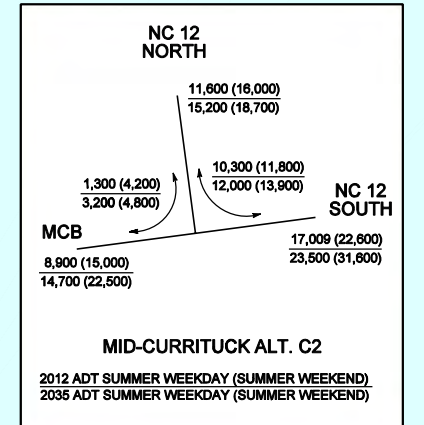 NC 12
NORTH
11,600 (16,000)
15,200 (18,700)
1,300 (4,200)
3,200 (4,800)
10,300 (11,800)
12,000 (13,900)
NC 12
SOUTH
MCB
17,009 (22,600)
23,500 (31,600)
8,900 (15,000)
14,700 (22,500)
MID-CURRITUCK ALT. C2
2012 ADT SUMMER WEEKDAY (SUMMER WEEKEND)
2035 ADT SUMMER WEEKDAY (SUMMER WEEKEND)